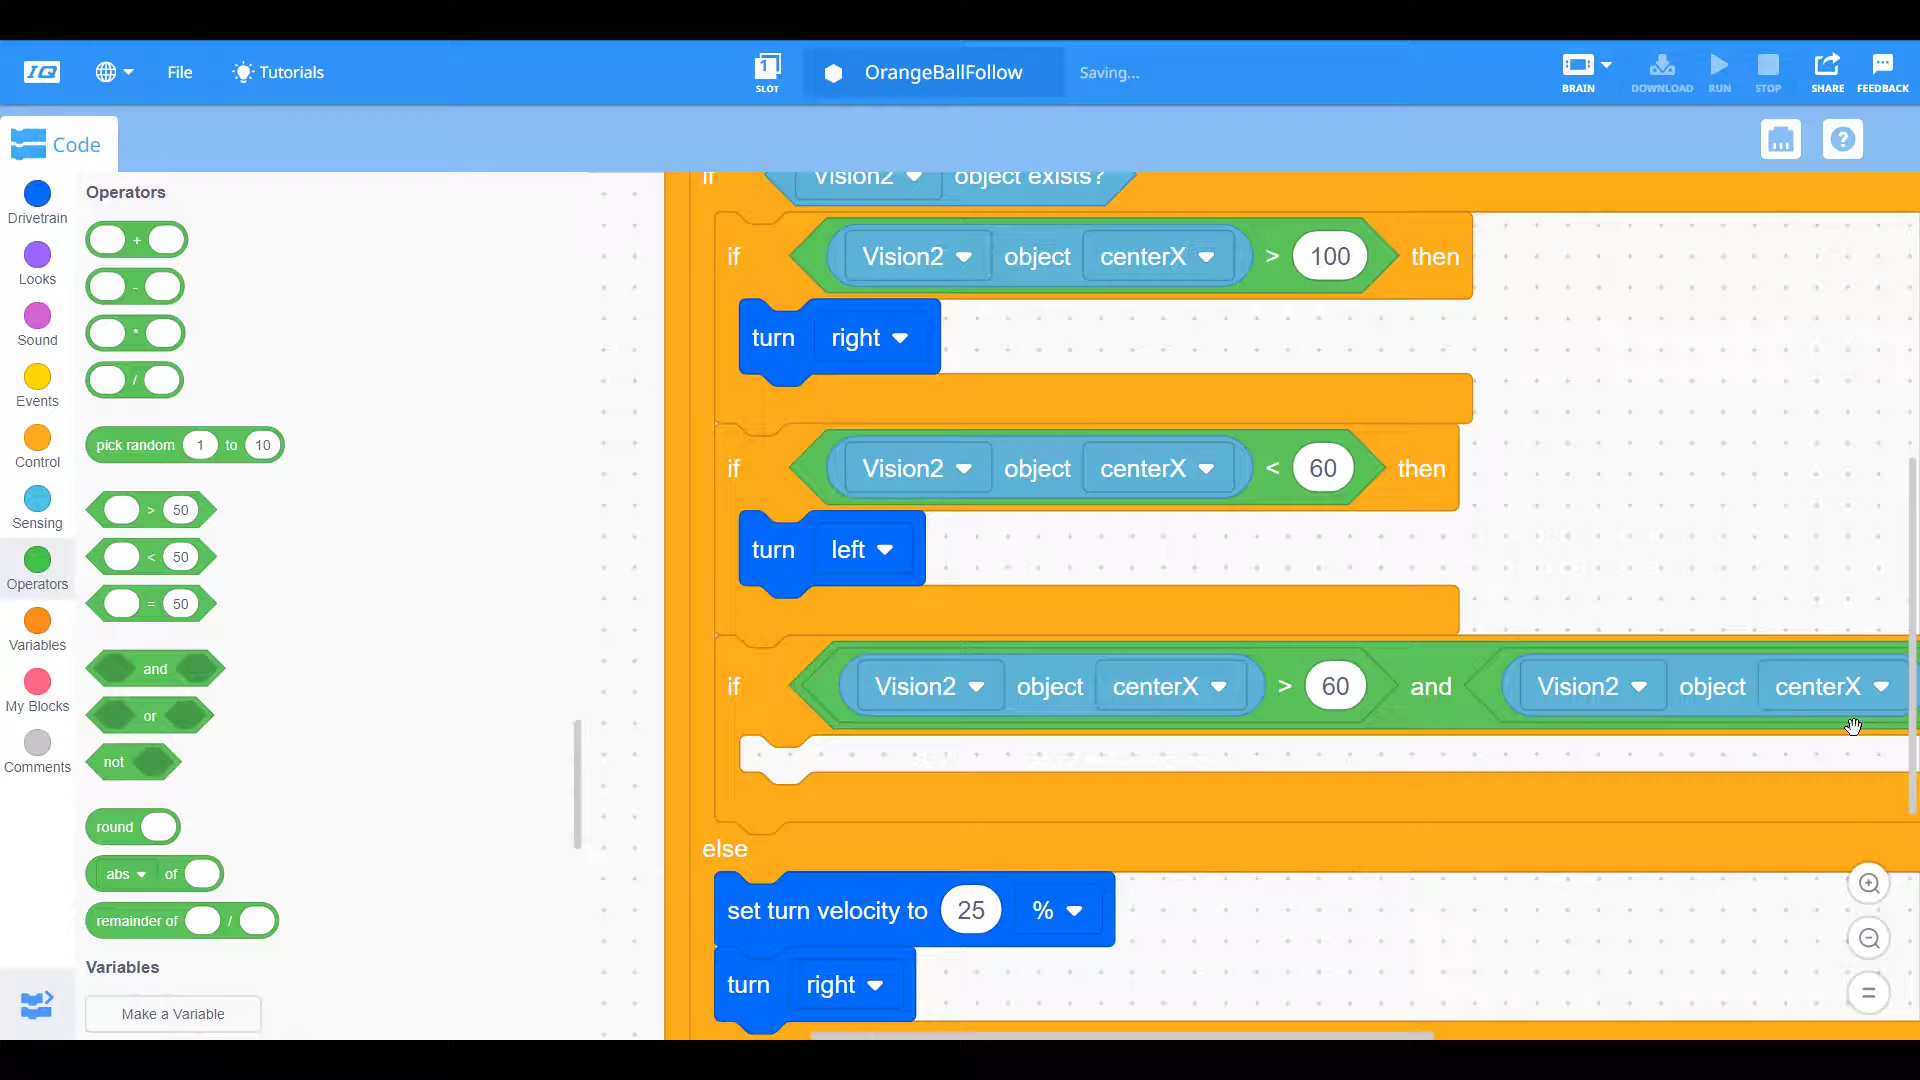 IQ
File
Tutorials
1
SLOT
OrangeBallFollow
Saving...
BRAIN
DOWNLOAD
RUN
STOP
SHARE
FEEDBACK
Code
Drivetrain
Looks
Sound
Events
Control
Sensing
Operators
Variables
My Blocks
Comments
Operators
+
-
*
/
pick random 1 to 10
> 50
< 50
= 50
and
or
not
round
abs of
remainder of /
Variables
Make a Variable
if Vision2 object exists?
if Vision2 object centerX > 100 then
turn right
if Vision2 object centerX < 60 then
turn left
if Vision2 object centerX > 60 and Vision2 object centerX
else
set turn velocity to 25 %
turn right